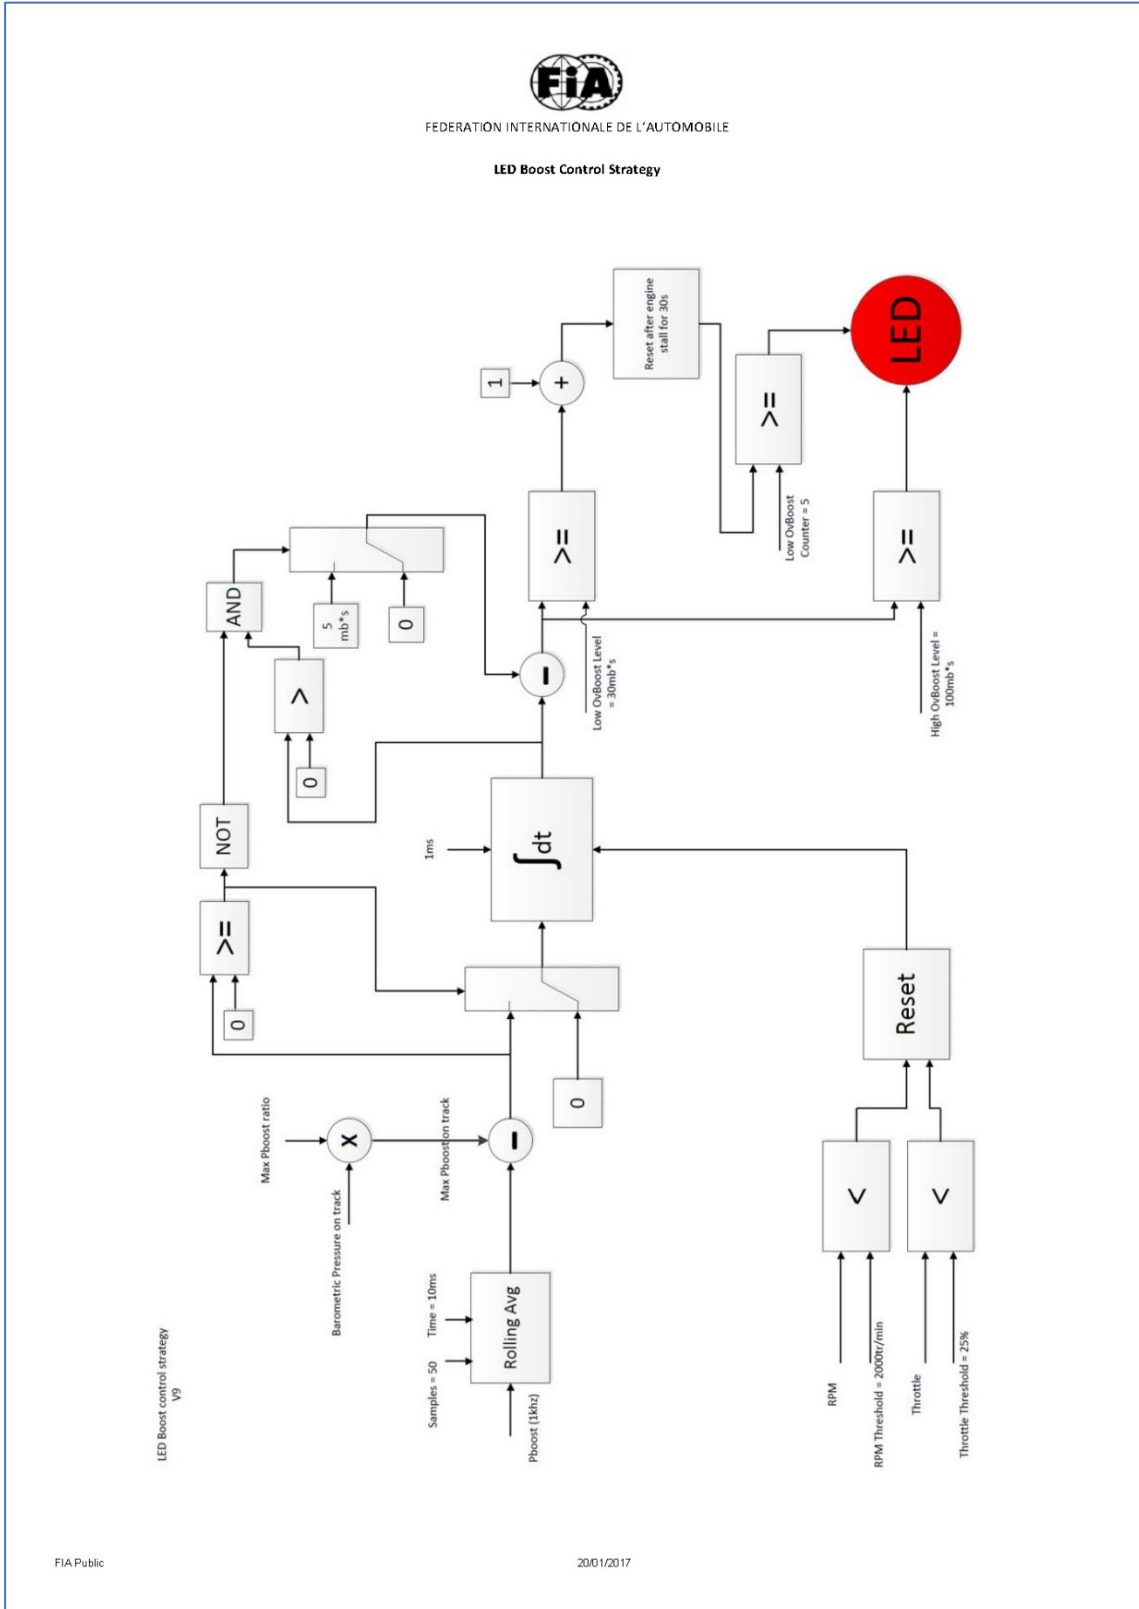 FiA
FEDERATION INTERNATIONALE DE L'AUTOMOBILE
LED Boost Control Strategy
LED Boost control strategy
V9
Pboost (1khz)
Samples = 50
Time = 10ms
Rolling Avg
Barometric Pressure on track
Max Pboost ratio
X
Max Pboost on track
-
0
>=
0
NOT
1ms
∫dt
0
>
AND
5
mb*s
0
-
Low OvBoost Level
= 30mb*s
>=
1
+
Reset after engine
stall for 30s
Low OvBoost
Counter = 5
>=
High OvBoost Level =
100mb*s
>=
LED
RPM
RPM Threshold = 2000tr/min
<
Throttle
Throttle Threshold = 25%
<
Reset
FIA Public
20/01/2017